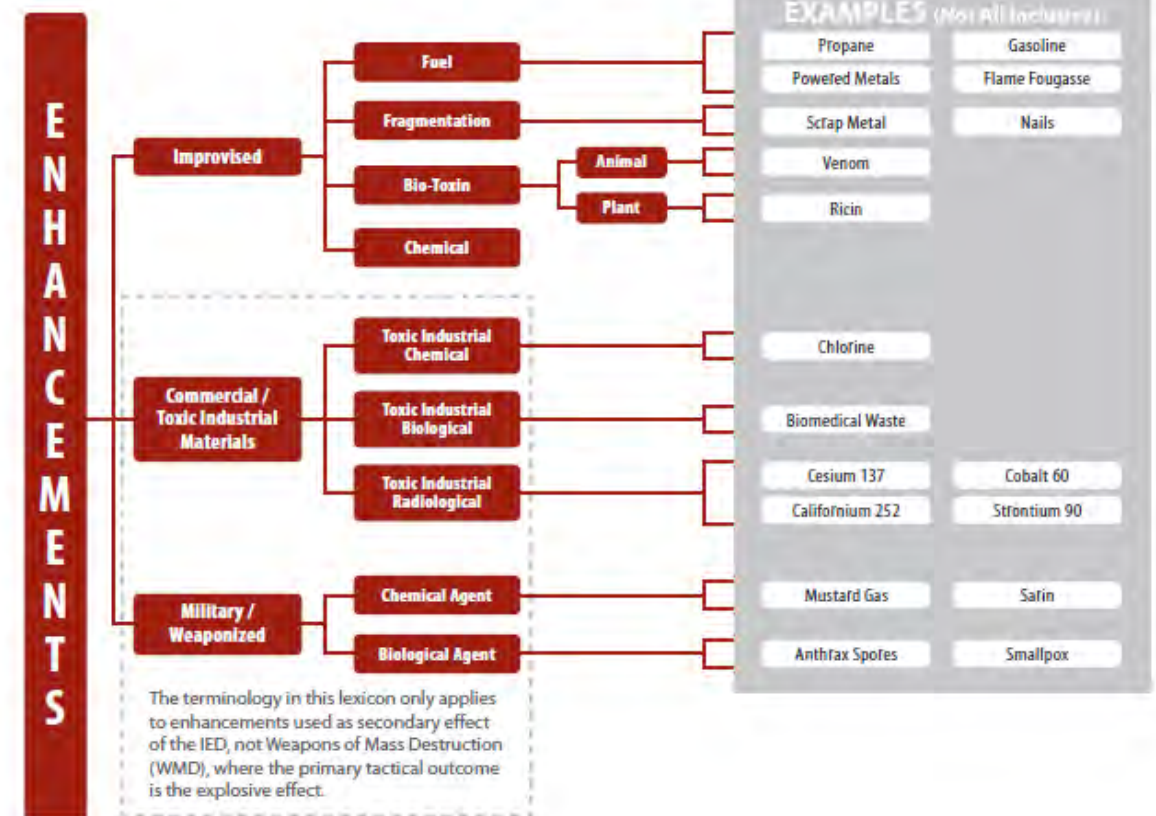 EXAMPLES (Not All Inclusive)
ENHANCEMENTS
Improvised
Fuel
Propane
Gasoline
Powered Metals
Flame Fougasse
Fragmentation
Scrap Metal
Nails
Bio-Toxin
Animal
Venom
Plant
Ricin
Chemical
Commercial /
Toxic Industrial
Materials
Toxic Industrial
Chemical
Chlorine
Toxic Industrial
Biological
Biomedical Waste
Toxic Industrial
Radiological
Cesium 137
Cobalt 60
Californium 252
Strontium 90
Military /
Weaponized
Chemical Agent
Mustard Gas
Sarin
Biological Agent
Anthrax Spores
Smallpox
The terminology in this lexicon only applies
to enhancements used as secondary effect
of the IED, not Weapons of Mass Destruction
(WMD), where the primary tactical outcome
is the explosive effect.